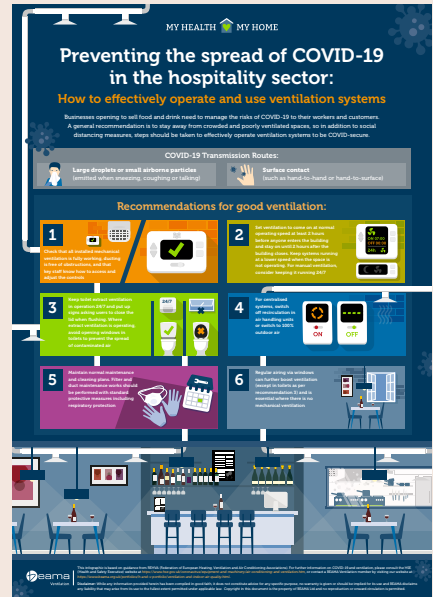 MY HEALTH MY HOME
Preventing the spread of COVID-19
in the hospitality sector:
How to effectively operate and use ventilation systems
Businesses opening to sell food and drink need to manage the risks of COVID-19 to their workers and customers.
A general recommendation is to stay away from crowded and poorly ventilated spaces, so in addition to social
distancing measures, steps should be taken to effectively operate ventilation systems to be COVID-secure.
COVID-19 Transmission Routes:
Large droplets or small airborne particles
(emitted when sneezing, coughing or talking)
Surface contact
(such as hand-to-hand or hand-to-surface)
Recommendations for good ventilation:
1
Check that all installed mechanical
ventilation is fully working, ducting
is free of obstructions, and that
key staff know how to access and
adjust the controls
2
Set ventilation to come on at normal
operating speed at least 2 hours
before anyone enters the building
and stay on until 2 hours after the
building closes. Keep systems running
at a lower speed when the space is
not operating. For manual ventilation,
consider keeping it running 24/7
3
Keep toilet extract ventilation
in operation 24/7 and put up
signs asking users to close the
lid when flushing. Where
extract ventilation is operating,
avoid opening windows in
toilets to prevent the spread
of contaminated air
24/7
4
For centralised
systems, switch
off recirculation in
air handling units
or switch to 100%
outdoor air
ON
OFF
5
Maintain normal maintenance
and cleaning plans. Filter and
duct maintenance works should
be performed with standard
protective measures including
respiratory protection.
6
Regular airing via windows
can further boost ventilation
(except in toilets as per
recommendation 3) and is
essential where there is no
mechanical ventilation.
beama
Ventilation